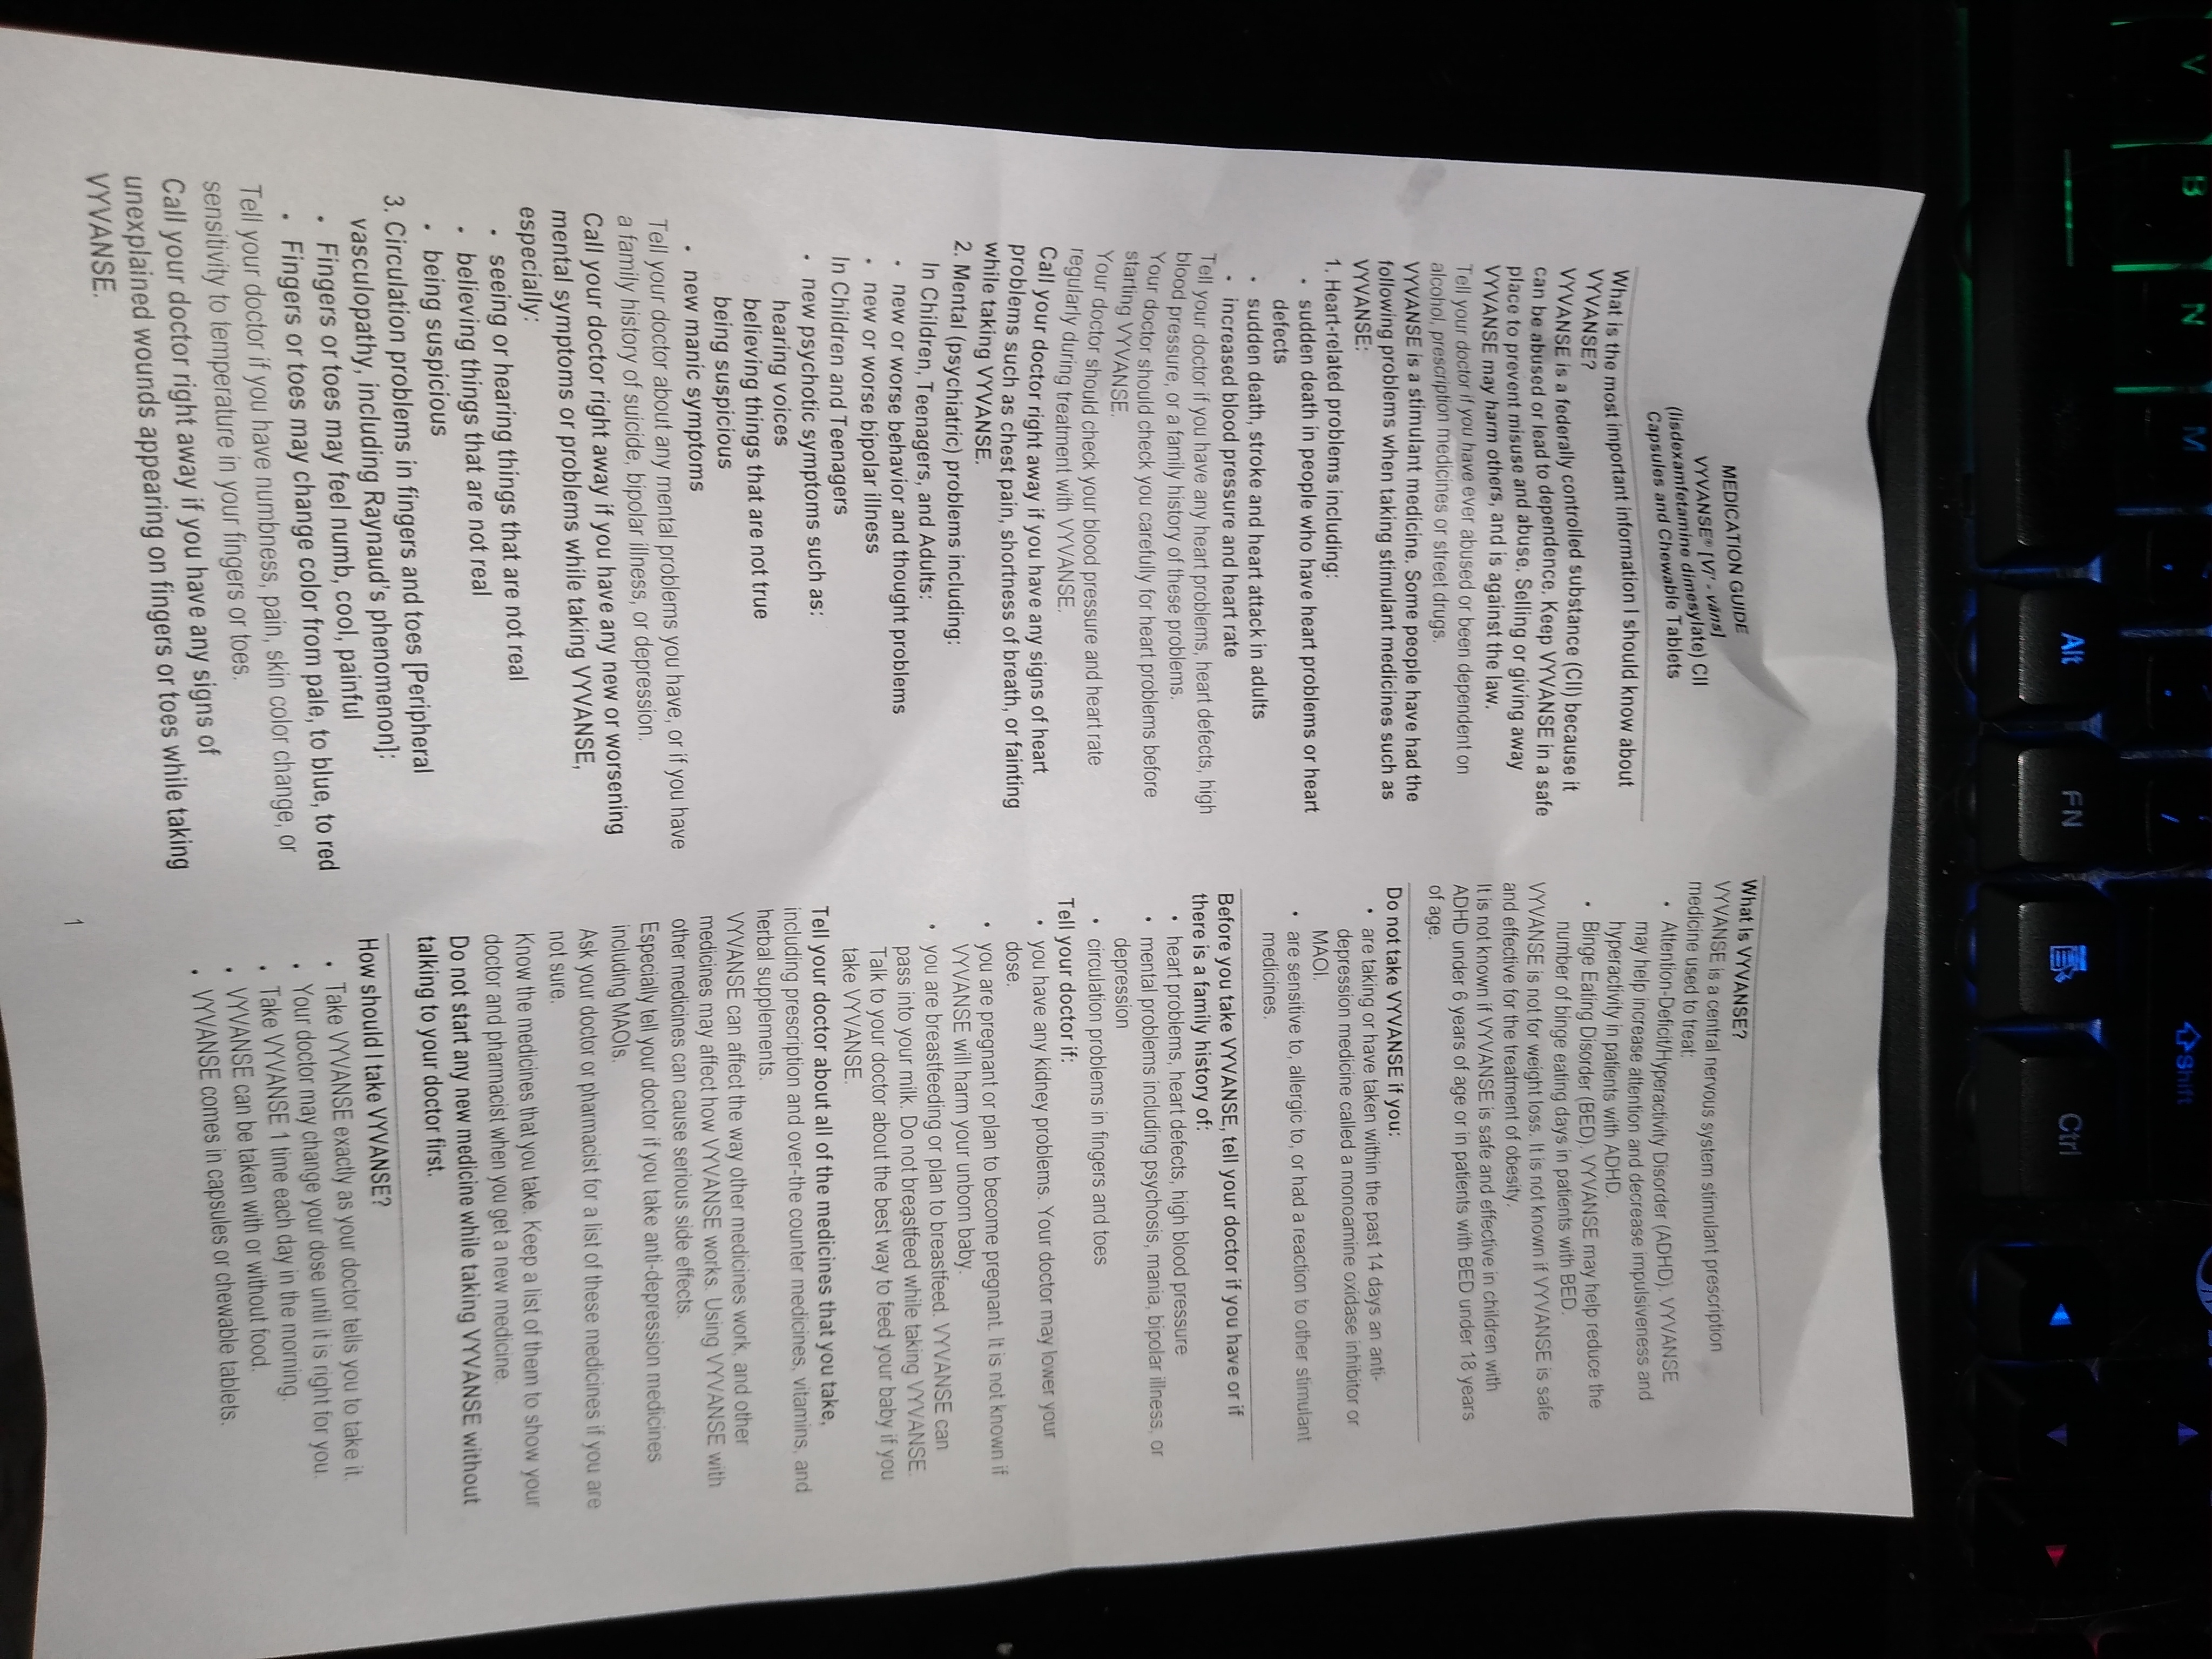 MEDICATION GUIDE
VYVANSE® [Vī' - văns]
(lisdexamfetamine dimesylate) CII
Capsules and Chewable Tablets
What is the most important information I should know about
VYVANSE?
VYVANSE is a federally controlled substance (CII) because it
can be abused or lead to dependence. Keep VYVANSE in a safe
place to prevent misuse and abuse. Selling or giving away
VYVANSE may harm others, and is against the law.
Tell your doctor if you have ever abused or been dependent on
alcohol, prescription medicines or street drugs.
VYVANSE is a stimulant medicine. Some people have had the
following problems when taking stimulant medicines such as
VYVANSE:
1. Heart-related problems including:
• sudden death in people who have heart problems or heart
defects
• sudden death, stroke and heart attack in adults
• increased blood pressure and heart rate
Tell your doctor if you have any heart problems, heart defects, high
blood pressure, or a family history of these problems.
Your doctor should check you carefully for heart problems before
starting VYVANSE.
Your doctor should check your blood pressure and heart rate
regularly during treatment with VYVANSE.
Call your doctor right away if you have any signs of heart
problems such as chest pain, shortness of breath, or fainting
while taking VYVANSE.
2. Mental (psychiatric) problems including:
In Children, Teenagers, and Adults:
• new or worse behavior and thought problems
• new or worse bipolar illness
In Children and Teenagers
• new psychotic symptoms such as:
hearing voices
believing things that are not true
being suspicious
• new manic symptoms
Tell your doctor about any mental problems you have, or if you have
a family history of suicide, bipolar illness, or depression.
Call your doctor right away if you have any new or worsening
mental symptoms or problems while taking VYVANSE,
especially:
• seeing or hearing things that are not real
• believing things that are not real
• being suspicious
3. Circulation problems in fingers and toes [Peripheral
vasculopathy, including Raynaud's phenomenon]:
• Fingers or toes may feel numb, cool, painful
• Fingers or toes may change color from pale, to blue, to red
Tell your doctor if you have numbness, pain, skin color change, or
sensitivity to temperature in your fingers or toes.
Call your doctor right away if you have any signs of
unexplained wounds appearing on fingers or toes while taking
VYVANSE.
What Is VYVANSE?
VYVANSE is a central nervous system stimulant prescription
medicine used to treat:
• Attention-Deficit/Hyperactivity Disorder (ADHD). VYVANSE
may help increase attention and decrease impulsiveness and
hyperactivity in patients with ADHD.
• Binge Eating Disorder (BED). VYVANSE may help reduce the
number of binge eating days in patients with BED.
VYVANSE is not for weight loss. It is not known if VYVANSE is safe
and effective for the treatment of obesity.
It is not known if VYVANSE is safe and effective in children with
ADHD under 6 years of age or in patients with BED under 18 years
of age.
Do not take VYVANSE if you:
• are taking or have taken within the past 14 days an anti-
depression medicine called a monoamine oxidase inhibitor or
MAOI.
• are sensitive to, allergic to, or had a reaction to other stimulant
medicines.
Before you take VYVANSE, tell your doctor if you have or if
there is a family history of:
• heart problems, heart defects, high blood pressure
• mental problems including psychosis, mania, bipolar illness, or
depression
• circulation problems in fingers and toes
Tell your doctor if:
• you have any kidney problems. Your doctor may lower your
dose.
• you are pregnant or plan to become pregnant. It is not known if
VYVANSE will harm your unborn baby.
• you are breastfeeding or plan to breastfeed. VYVANSE can
pass into your milk. Do not breastfeed while taking VYVANSE.
Talk to your doctor about the best way to feed your baby if you
take VYVANSE.
Tell your doctor about all of the medicines that you take,
including prescription and over-the counter medicines, vitamins, and
herbal supplements.
VYVANSE can affect the way other medicines work, and other
medicines may affect how VYVANSE works. Using VYVANSE with
other medicines can cause serious side effects.
Especially tell your doctor if you take anti-depression medicines
including MAOIs.
Ask your doctor or pharmacist for a list of these medicines if you are
not sure.
Know the medicines that you take. Keep a list of them to show your
doctor and pharmacist when you get a new medicine.
Do not start any new medicine while taking VYVANSE without
talking to your doctor first.
How should I take VYVANSE?
• Take VYVANSE exactly as your doctor tells you to take it.
• Your doctor may change your dose until it is right for you.
• Take VYVANSE 1 time each day in the morning.
• VYVANSE can be taken with or without food.
• VYVANSE comes in capsules or chewable tablets.
1
V B N M , . /
Shift
Alt FN Ctrl